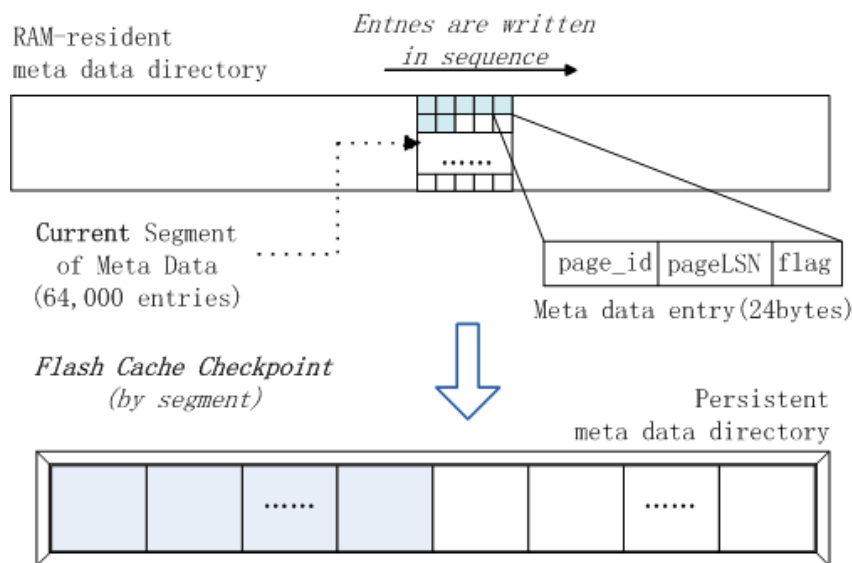 RAM-resident
meta data directory
Entnes are written
in sequence
......
Current Segment
of Meta Data
(64,000 entries)
page_id pageLSN flag
Meta data entry(24bytes)
Flash Cache Checkpoint
(by segment)
Persistent
meta data directory
...... ......